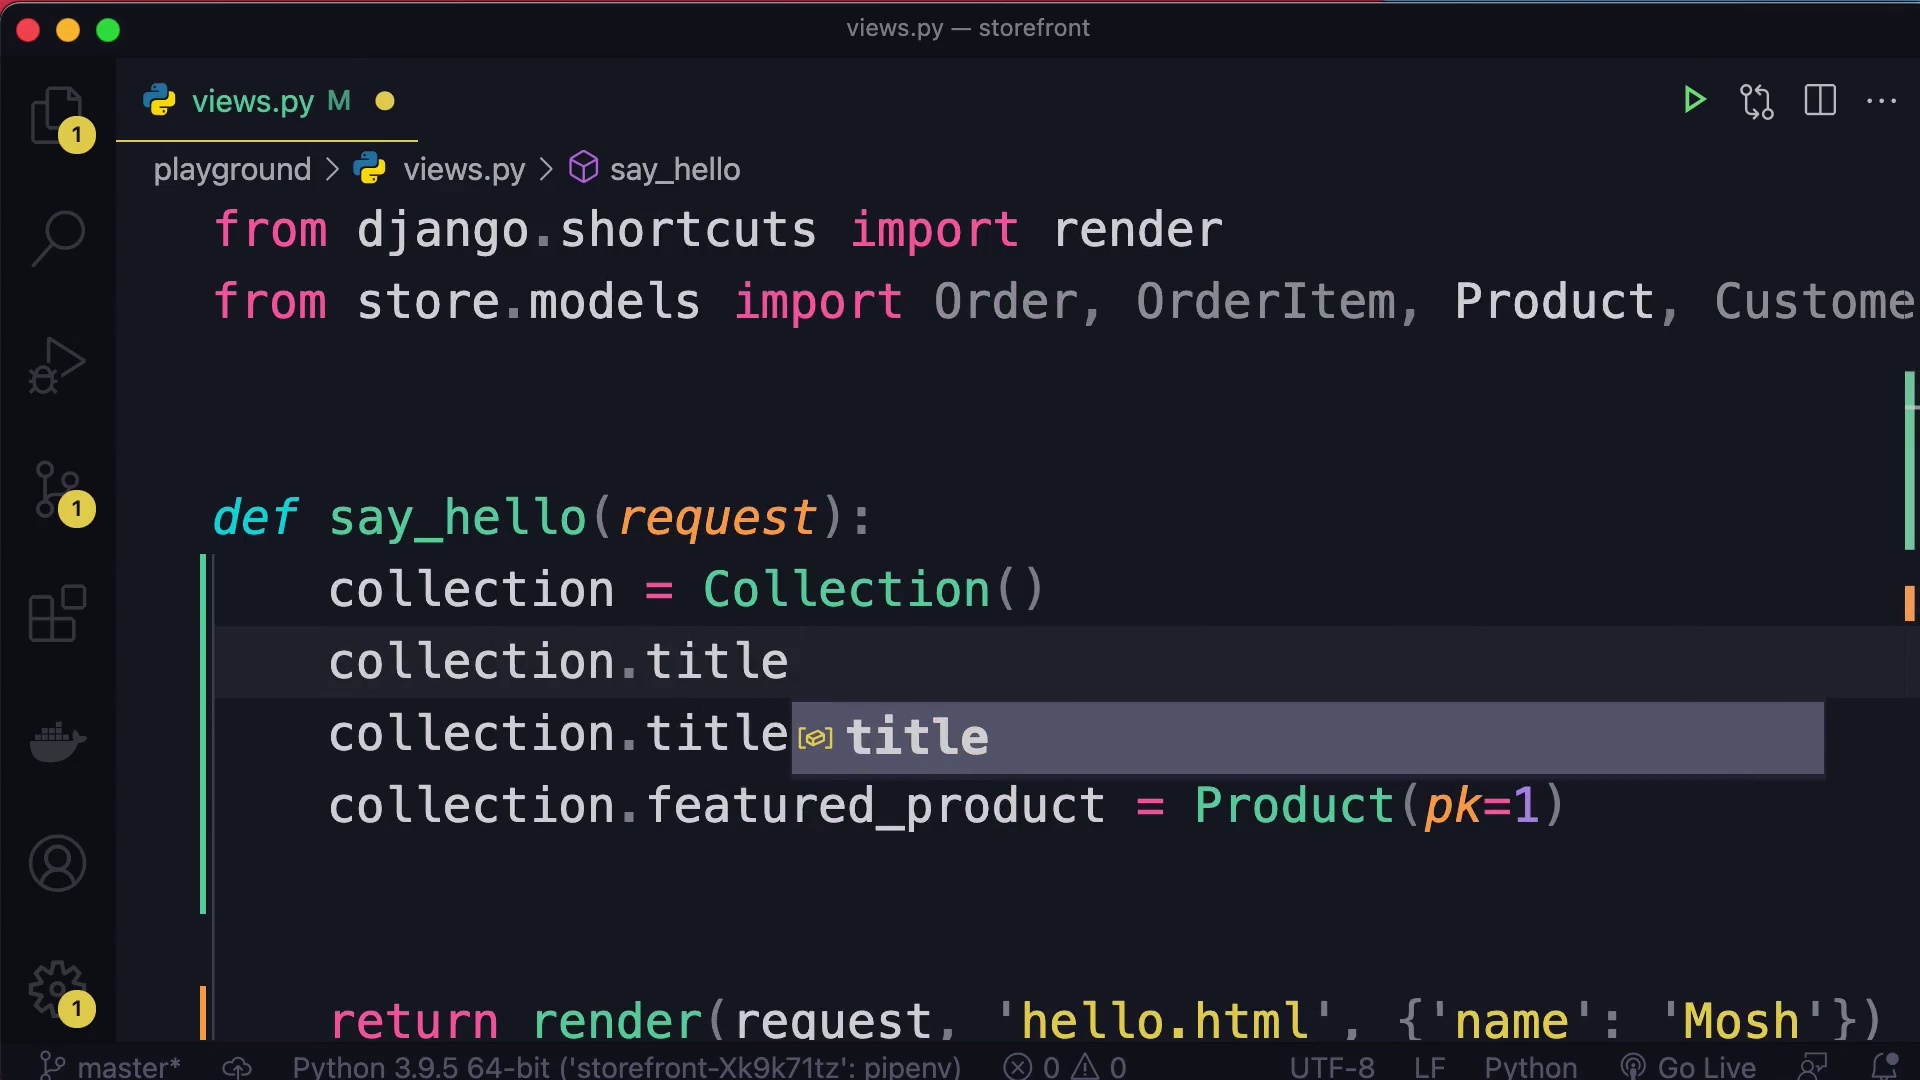 views.py — storefront
views.py M
1
playground > views.py > say_hello
from django.shortcuts import render
from store.models import Order, OrderItem, Product, Custome
def say_hello(request):
1
collection = Collection()
collection.title
collection.title
title
collection.featured_product = Product(pk=1)
return render(request, 'hello.html', {'name': 'Mosh'})
1
master* Python 3.9.5 64-bit ('storefront-Xk9k71tz': pipenv) 0 0 UTF-8 LF Python Go Live